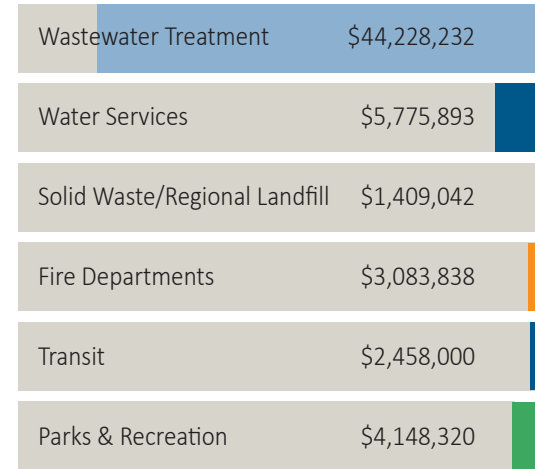 Wastewater Treatment $44,228,232
Water Services $5,775,893
Solid Waste/Regional Landfill $1,409,042
Fire Departments $3,083,838
Transit $2,458,000
Parks & Recreation $4,148,320